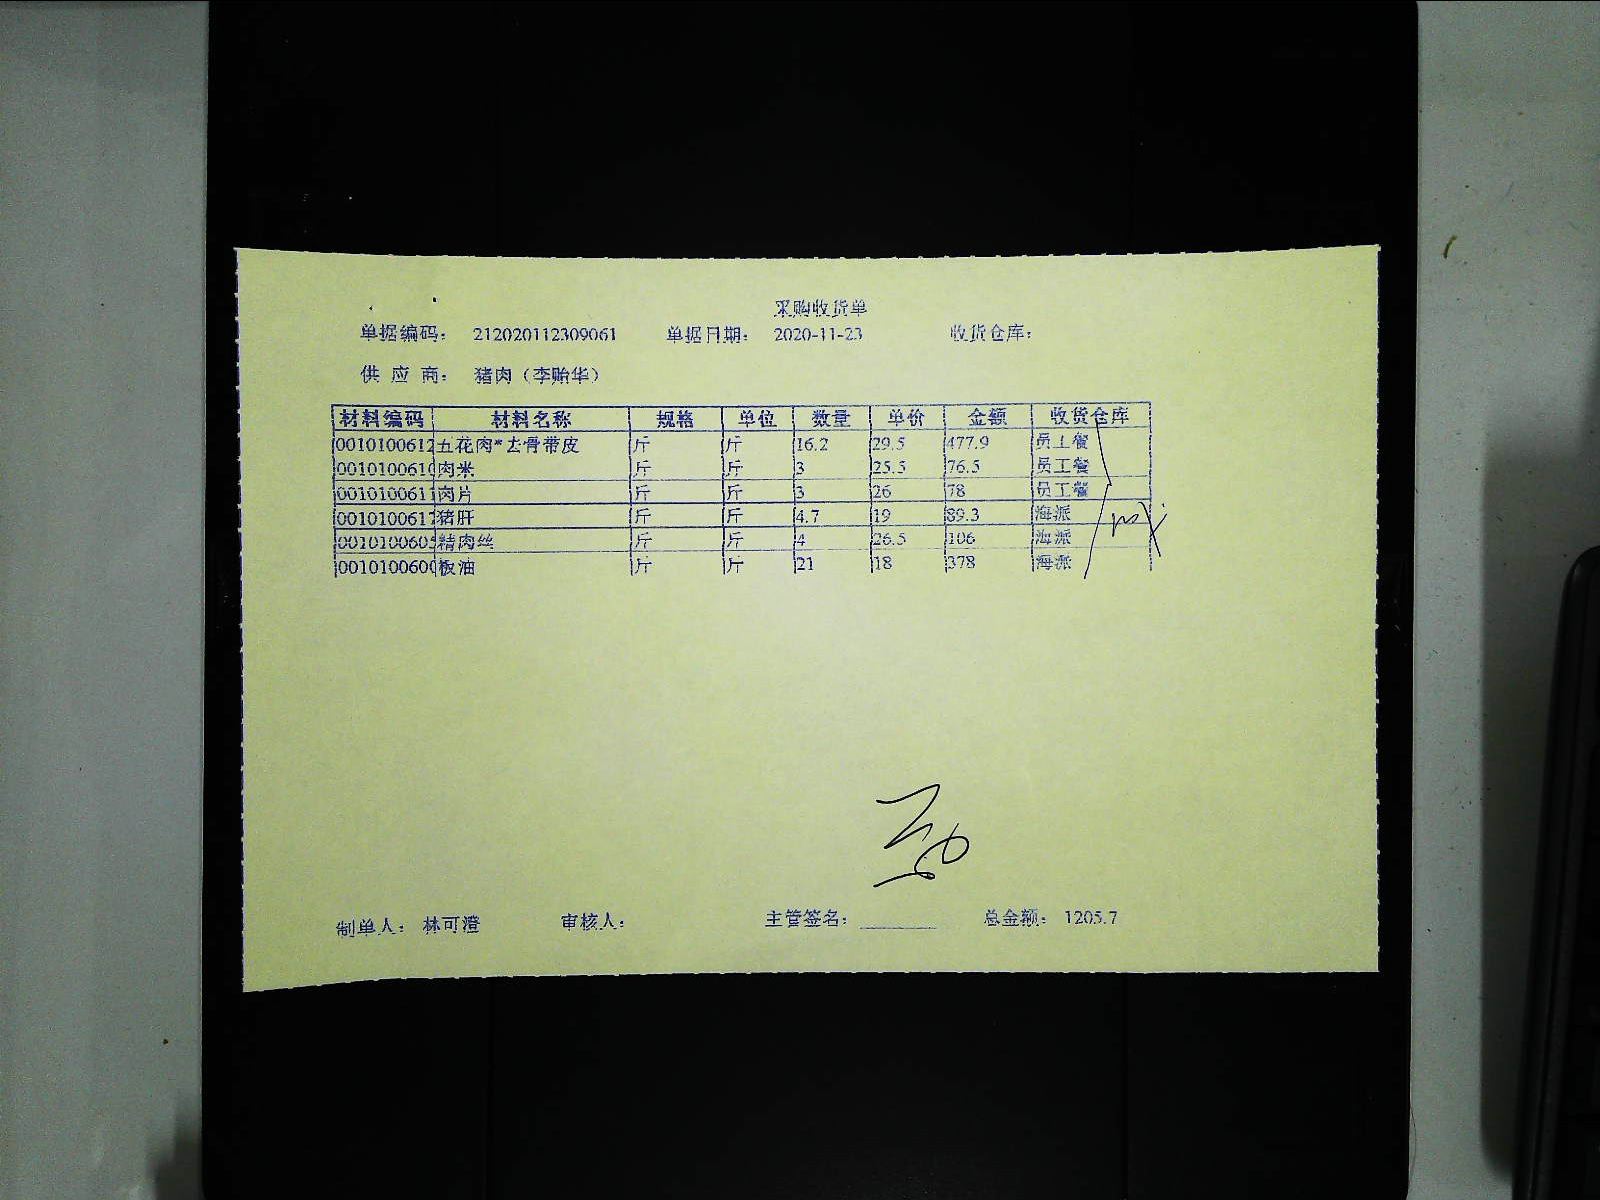 采购收货单
单据编码： 212020112309061 单据日期： 2020-11-23 收货仓库：
供 应 商： 猪肉（李贻华）
材料编码 材料名称 规格 单位 数量 单价 金额 收货仓库
0010100612 五花肉*去骨带皮 斤 斤 16.2 29.5 477.9 员工餐
0010100610 肉米 斤 斤 3 25.5 76.5 员工餐
0010100611 肉片 斤 斤 3 26 78 员工餐
0010100617 猪肝 斤 斤 4.7 19 89.3 海派
0010100605 精肉丝 斤 斤 4 26.5 106 海派
0010100600 板油 斤 斤 21 18 378 海派
制单人： 林可澄 审核人： 主管签名： 总金额： 1205.7